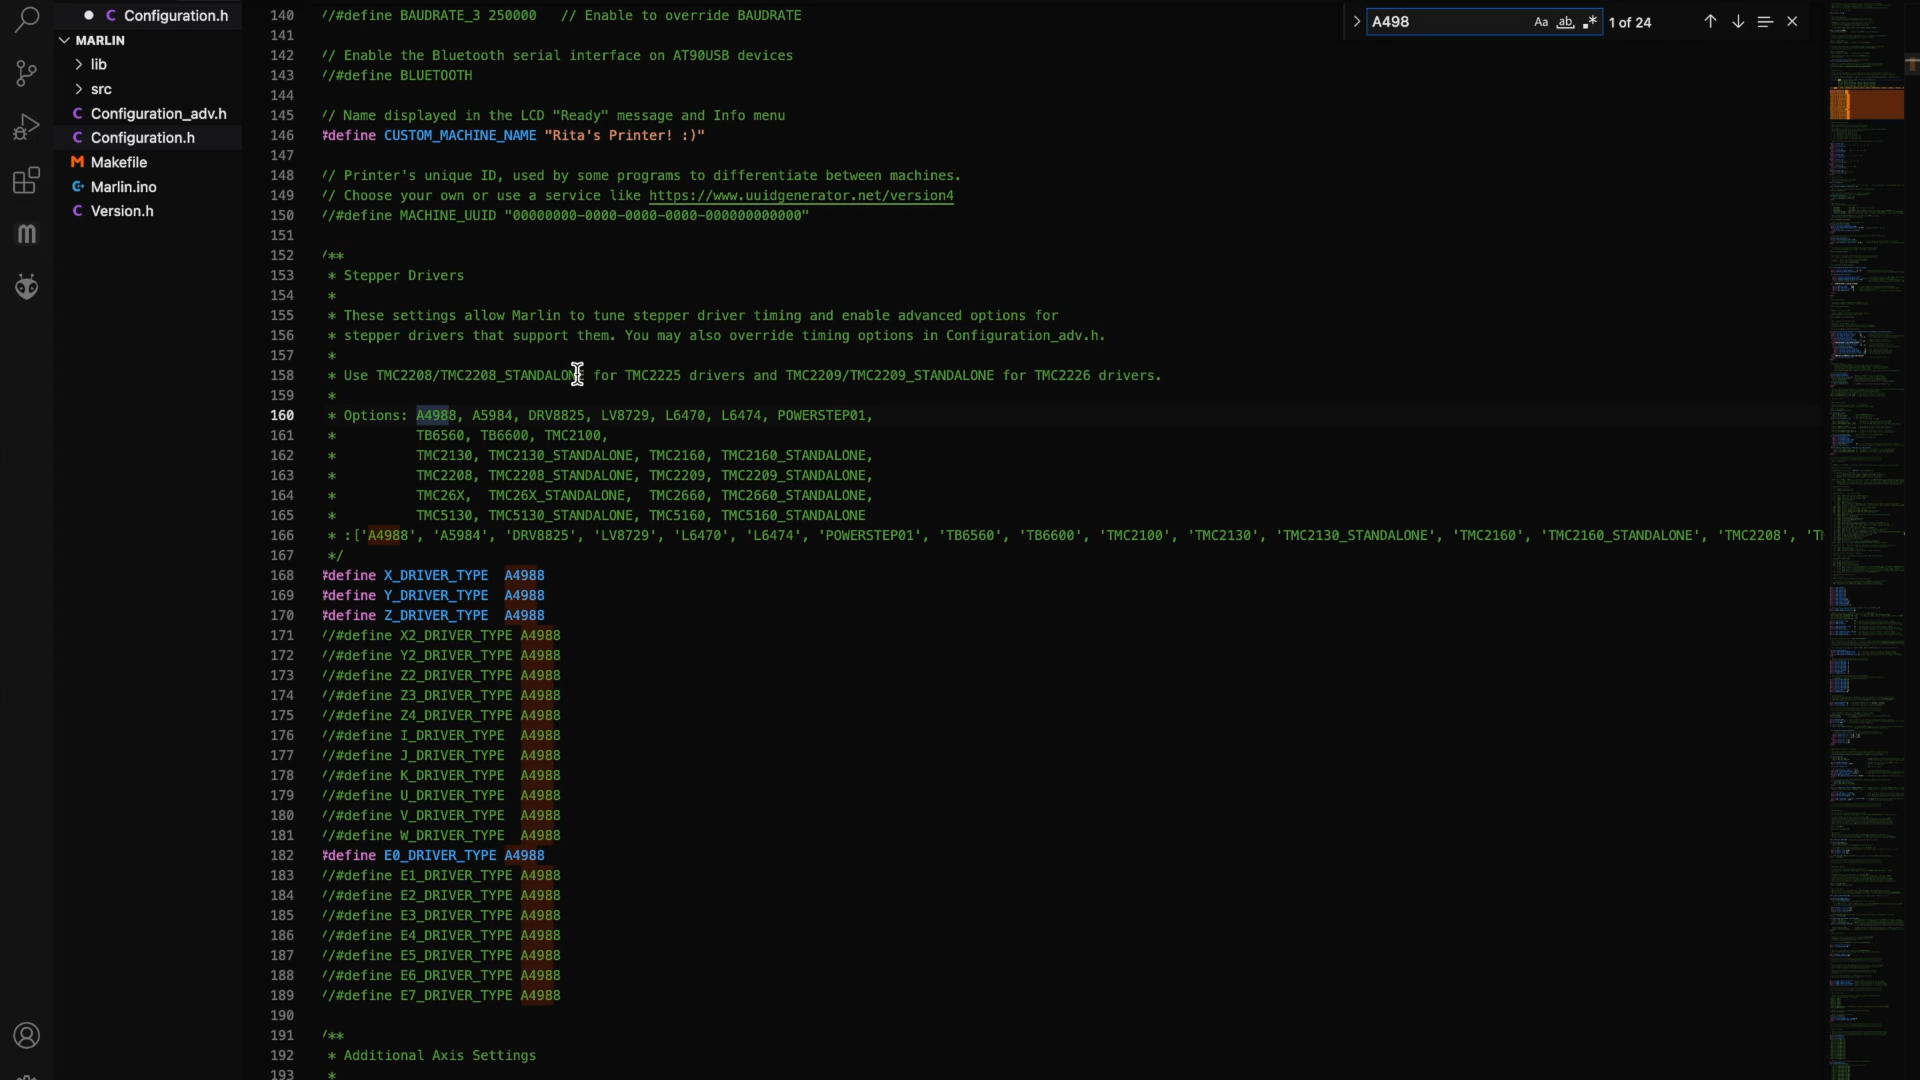 Configuration.h
MARLIN
lib
src
Configuration_adv.h
Configuration.h
Makefile
Marlin.ino
Version.h
A498
Aa ab .* 1 of 24
140 //#define BAUDRATE_3 250000   // Enable to override BAUDRATE
141
142 // Enable the Bluetooth serial interface on AT90USB devices
143 //#define BLUETOOTH
144
145 // Name displayed in the LCD "Ready" message and Info menu
146 #define CUSTOM_MACHINE_NAME "Rita's Printer! :)"
147
148 // Printer's unique ID, used by some programs to differentiate between machines.
149 // Choose your own or use a service like https://www.uuidgenerator.net/version4
150 //#define MACHINE_UUID "00000000-0000-0000-0000-000000000000"
151
152 /**
153  * Stepper Drivers
154  *
155  * These settings allow Marlin to tune stepper driver timing and enable advanced options for
156  * stepper drivers that support them. You may also override timing options in Configuration_adv.h.
157  *
158  * Use TMC2208/TMC2208_STANDALONE for TMC2225 drivers and TMC2209/TMC2209_STANDALONE for TMC2226 drivers.
159  *
160  * Options: A4988, A5984, DRV8825, LV8729, L6470, L6474, POWERSTEP01,
161  *          TB6560, TB6600, TMC2100,
162  *          TMC2130, TMC2130_STANDALONE, TMC2160, TMC2160_STANDALONE,
163  *          TMC2208, TMC2208_STANDALONE, TMC2209, TMC2209_STANDALONE,
164  *          TMC26X,  TMC26X_STANDALONE,  TMC2660, TMC2660_STANDALONE,
165  *          TMC5130, TMC5130_STANDALONE, TMC5160, TMC5160_STANDALONE
166  * :['A4988', 'A5984', 'DRV8825', 'LV8729', 'L6470', 'L6474', 'POWERSTEP01', 'TB6560', 'TB6600', 'TMC2100', 'TMC2130', 'TMC2130_STANDALONE', 'TMC2160', 'TMC2160_STANDALONE', 'TMC2208',
167  */
168 #define X_DRIVER_TYPE  A4988
169 #define Y_DRIVER_TYPE  A4988
170 #define Z_DRIVER_TYPE  A4988
171 //#define X2_DRIVER_TYPE A4988
172 //#define Y2_DRIVER_TYPE A4988
173 //#define Z2_DRIVER_TYPE A4988
174 //#define Z3_DRIVER_TYPE A4988
175 //#define Z4_DRIVER_TYPE A4988
176 //#define I_DRIVER_TYPE  A4988
177 //#define J_DRIVER_TYPE  A4988
178 //#define K_DRIVER_TYPE  A4988
179 //#define U_DRIVER_TYPE  A4988
180 //#define V_DRIVER_TYPE  A4988
181 //#define W_DRIVER_TYPE  A4988
182 #define E0_DRIVER_TYPE A4988
183 //#define E1_DRIVER_TYPE A4988
184 //#define E2_DRIVER_TYPE A4988
185 //#define E3_DRIVER_TYPE A4988
186 //#define E4_DRIVER_TYPE A4988
187 //#define E5_DRIVER_TYPE A4988
188 //#define E6_DRIVER_TYPE A4988
189 //#define E7_DRIVER_TYPE A4988
190
191 /**
192  * Additional Axis Settings
193  *